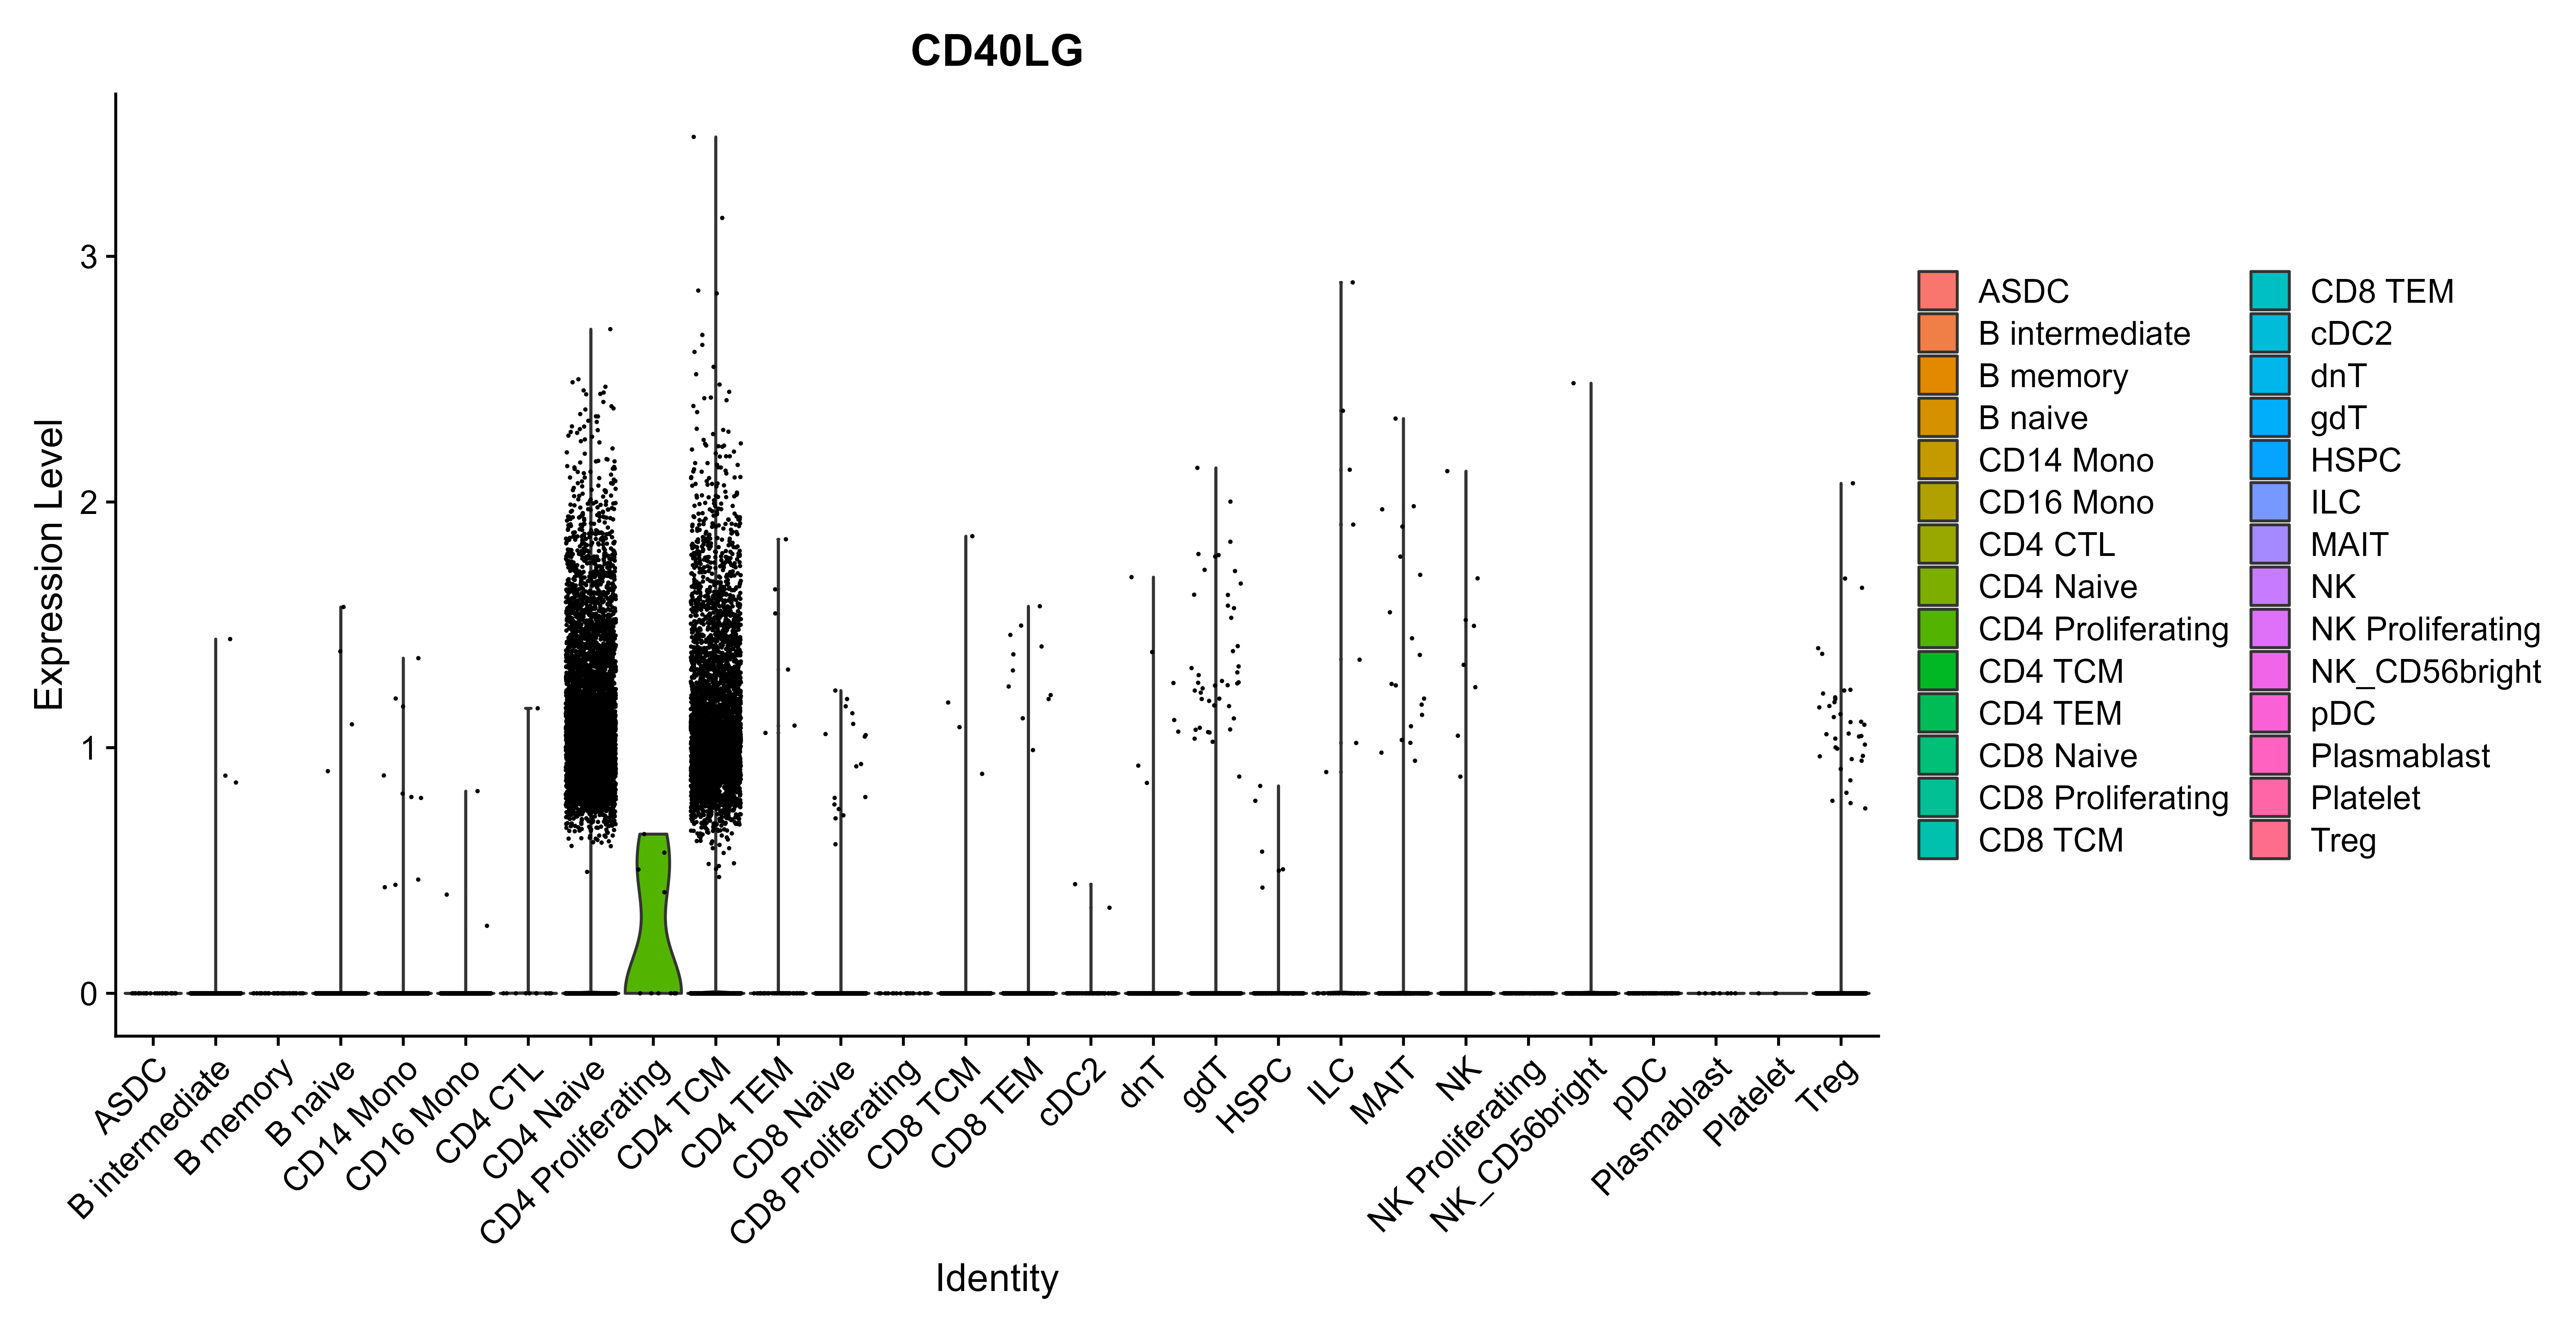 CD40LG
Expression Level
3
2
1
0
ASDC
B intermediate
B memory
B naive
CD14 Mono
CD16 Mono
CD4 CTL
CD4 Naive
CD4 Proliferating
CD4 TCM
CD4 TEM
CD8 Naive
CD8 Proliferating
CD8 TCM
CD8 TEM
cDC2
dnT
gdT
HSPC
ILC
MAIT
NK
NK Proliferating
NK_CD56bright
pDC
Plasmablast
Platelet
Treg
Identity
ASDC
B intermediate
B memory
B naive
CD14 Mono
CD16 Mono
CD4 CTL
CD4 Naive
CD4 Proliferating
CD4 TCM
CD4 TEM
CD8 Naive
CD8 Proliferating
CD8 TCM
CD8 TEM
cDC2
dnT
gdT
HSPC
ILC
MAIT
NK
NK Proliferating
NK_CD56bright
pDC
Plasmablast
Platelet
Treg